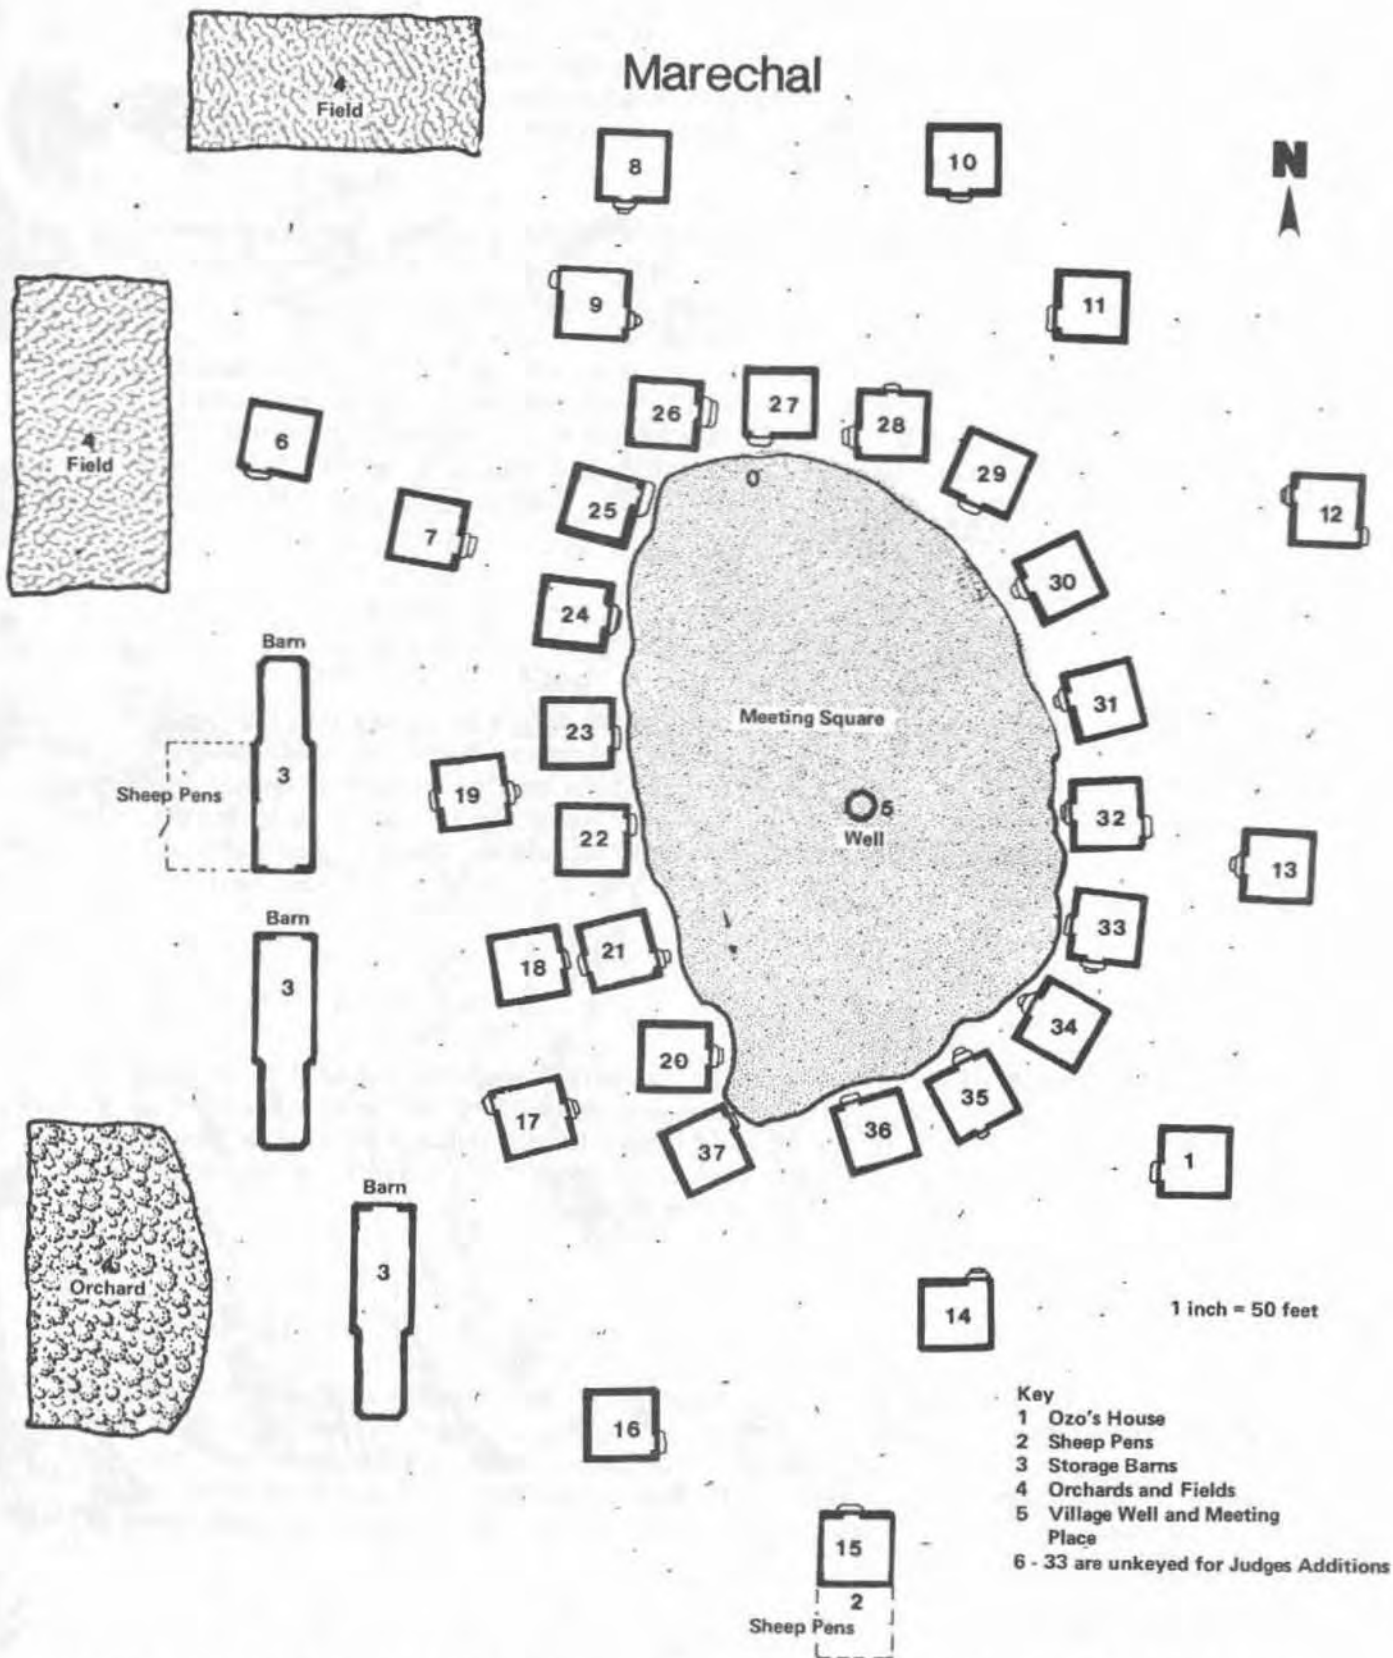 Marechal
4
Field
8
10
N
9
11
4
Field
6
26
27
28
7
25
29
12
24
30
Barn
23
Meeting Square
31
3
Sheep Pens
19
22
5
Well
32
13
Barn
3
18
21
33
20
34
17
37
36
35
1
Barn
3
Orchard
14
1 inch = 50 feet
16
15
2
Sheep Pens
Key
1 Ozo's House
2 Sheep Pens
3 Storage Barns
4 Orchards and Fields
5 Village Well and Meeting
Place
6 - 33 are unkeyed for Judges Additions